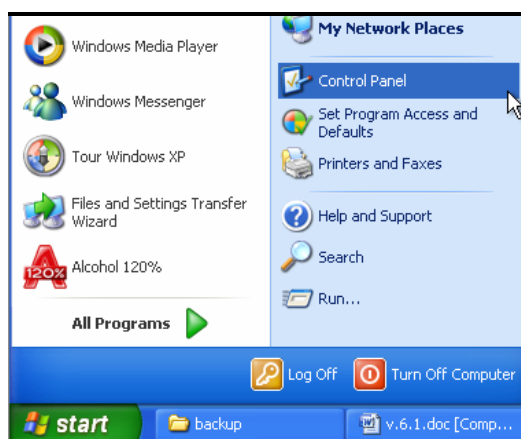 Windows Media Player
Windows Messenger
Tour Windows XP
Files and Settings Transfer
Wizard
120%
Alcohol 120%
All Programs
My Network Places
Control Panel
Set Program Access and
Defaults
Printers and Faxes
Help and Support
Search
Run...
Log Off
Turn Off Computer
start
backup
v.6.1.doc [Comp...